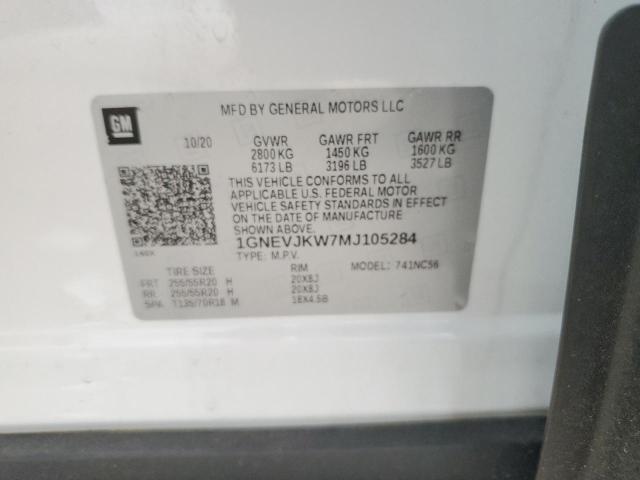 GM
MFD BY GENERAL MOTORS LLC
10/20 GVWR GAWR FRT GAWR RR
2800 KG 1450 KG 1600 KG
6173 LB 3196 LB 3527 LB
THIS VEHICLE CONFORMS TO ALL
APPLICABLE U.S. FEDERAL MOTOR
VEHICLE SAFETY STANDARDS IN EFFECT
ON THE DATE OF MANUFACTURE
SHOWN ABOVE.
1GNEVJKW7MJ105284
TYPE: M.P.V. MODEL: 741NC56
TIRE SIZE RIM
FRT 255/55R20 H 20X8J
RR 255/55R20 H 20X8J
SPA T135/70R18 M 18X4.5B